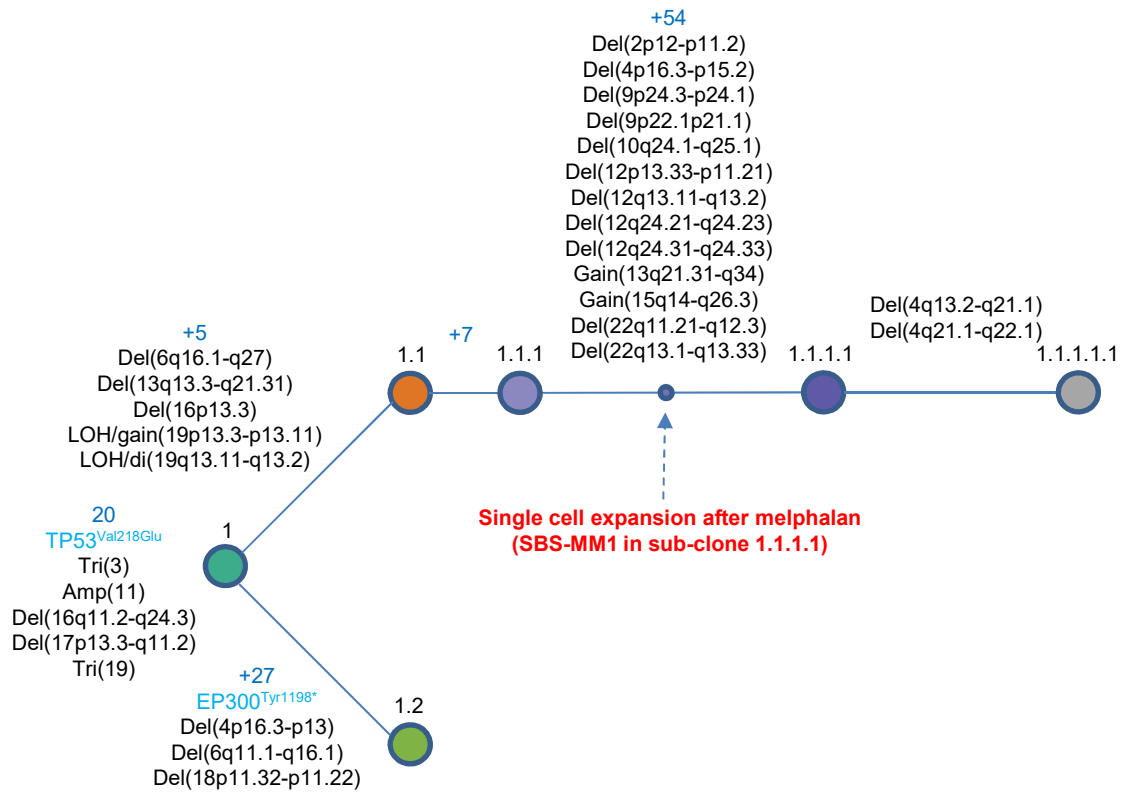 +54
Del(2p12-p11.2)
Del(4p16.3-p15.2)
Del(9p24.3-p24.1)
Del(9p22.1p21.1)
Del(10q24.1-q25.1)
Del(12p13.33-p11.21)
Del(12q13.11-q13.2)
Del(12q24.21-q24.23)
Del(12q24.31-q24.33)
Gain(13q21.31-q34)
Gain(15q14-q26.3)
Del(22q11.21-q12.3)
Del(22q13.1-q13.33)
Del(4q13.2-q21.1)
Del(4q21.1-q22.1)
+5
Del(6q16.1-q27)
Del(13q13.3-q21.31)
Del(16p13.3)
LOH/gain(19p13.3-p13.11)
LOH/di(19q13.11-q13.2)
+7
1.1
1.1.1
1.1.1.1
1.1.1.1.1
Single cell expansion after melphalan
(SBS-MM1 in sub-clone 1.1.1.1)
20
TP53Val218Glu
Tri(3)
Amp(11)
Del(16q11.2-q24.3)
Del(17p13.3-q11.2)
Tri(19)
1
+27
EP300Tyr1198*
Del(4p16.3-p13)
Del(6q11.1-q16.1)
Del(18p11.32-p11.22)
1.2